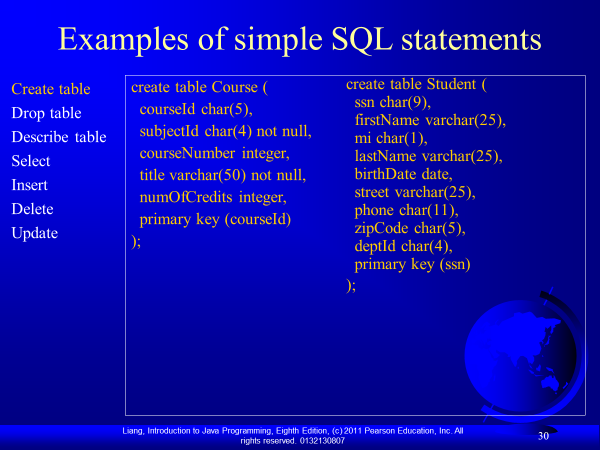 Examples of simple SQL statements
Create table
Drop table
Describe table
Select
Insert
Delete
Update
create table Course (
courseId char(5),
subjectId char(4) not null,
courseNumber integer,
title varchar(50) not null,
numOfCredits integer,
primary key (courseId)
);
create table Student (
ssn char(9),
firstName varchar(25),
mi char(1),
lastName varchar(25),
birthDate date,
street varchar(25),
phone char(11),
zipCode char(5),
deptId char(4),
primary key (ssn)
);
Liang, Introduction to Java Programming, Eighth Edition, (c) 2011 Pearson Education, Inc. All
rights reserved. 0132130807
30